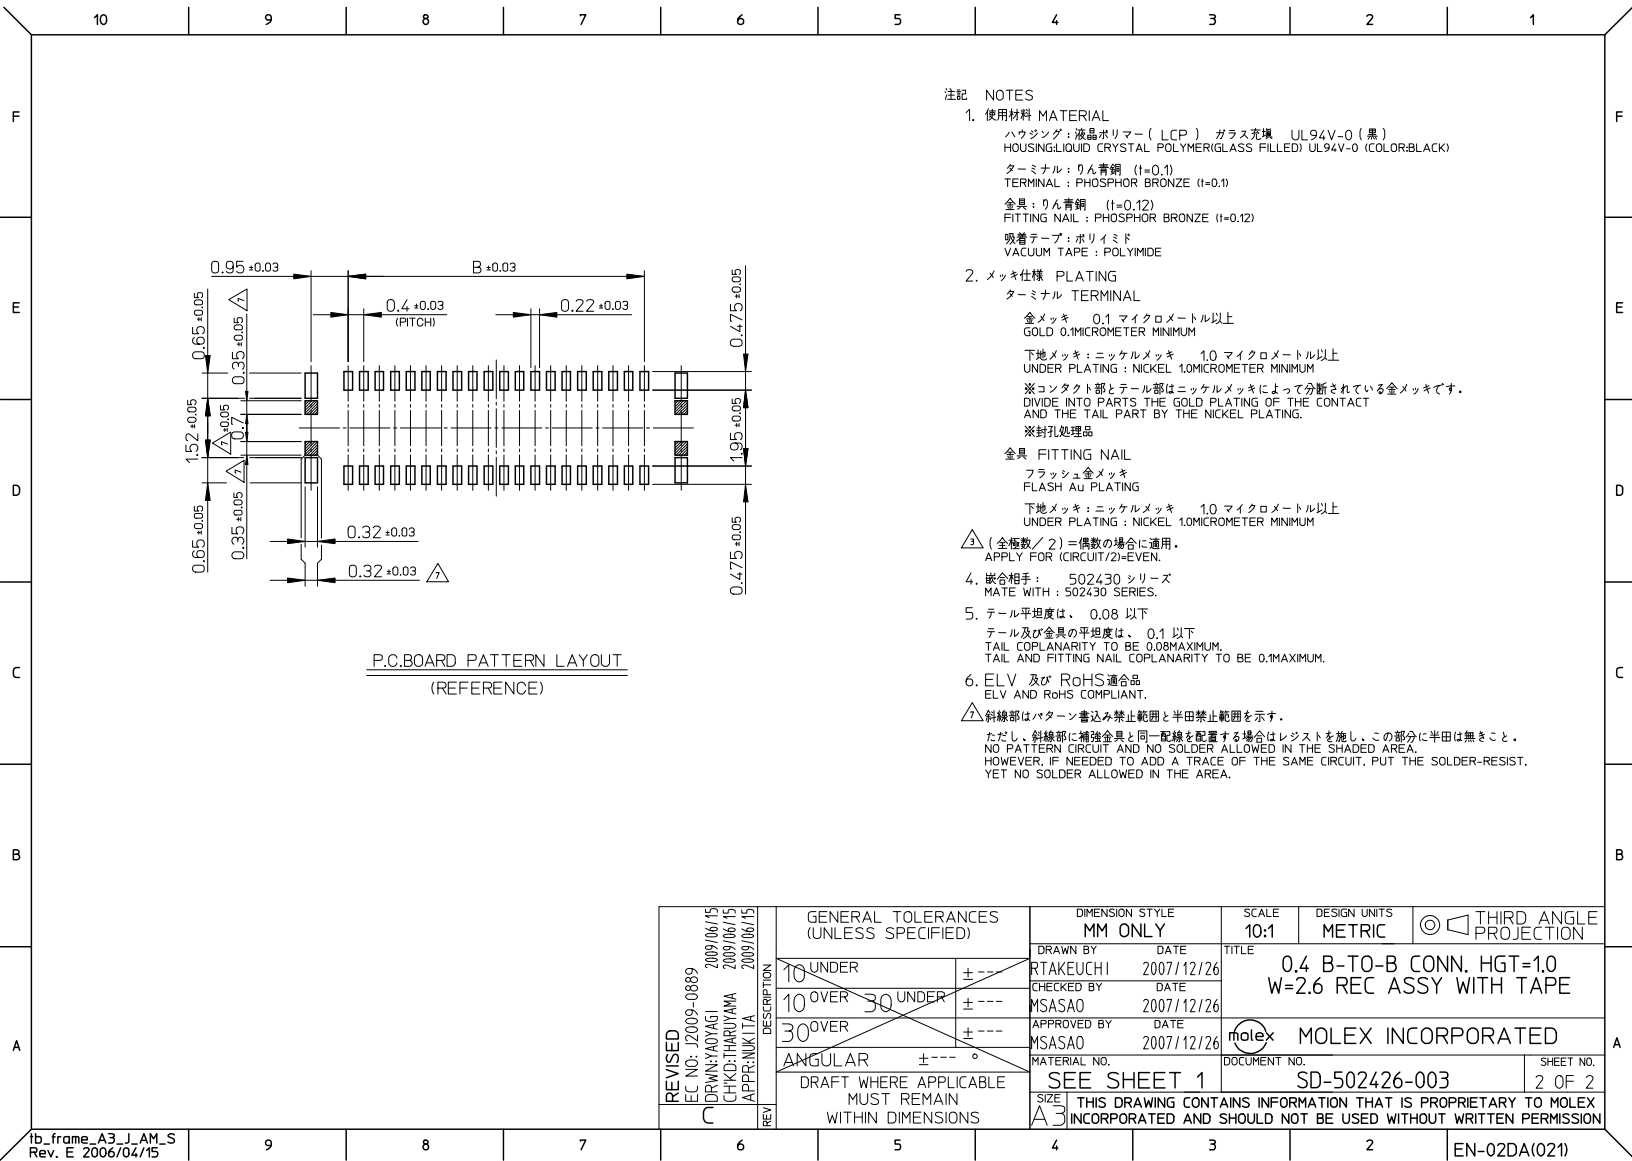 10 9 8 7 6 5 4 3 2 1
F
E
D
C
B
A
F
E
D
C
B
A
0.95 ±0.03
B ±0.03
0.4 ±0.03
(PITCH)
0.22 ±0.03
0.65 ±0.05
0.35 ±0.05 7
0.475 ±0.05
1.52 ±0.05
0.7 ±0.05 7
1.95 ±0.05
0.65 ±0.05
0.35 ±0.05 7
0.475 ±0.05
0.32 ±0.03
0.32 ±0.03 7
P.C.BOARD PATTERN LAYOUT
(REFERENCE)
注記 NOTES
1. 使用材料 MATERIAL
ハウジング : 液晶ポリマー ( LCP ) ガラス充填 UL94V-0 ( 黒 )
HOUSING:LIQUID CRYSTAL POLYMER(GLASS FILLED) UL94V-0 (COLOR:BLACK)
ターミナル : りん青銅 (t=0.1)
TERMINAL : PHOSPHOR BRONZE (t=0.1)
金具 : りん青銅 (t=0.12)
FITTING NAIL : PHOSPHOR BRONZE (t=0.12)
吸着テープ : ポリイミド
VACUUM TAPE : POLYIMIDE
2. メッキ仕様 PLATING
ターミナル TERMINAL
金メッキ 0.1 マイクロメートル以上
GOLD 0.1MICROMETER MINIMUM
下地メッキ : ニッケルメッキ 1.0 マイクロメートル以上
UNDER PLATING : NICKEL 1.0MICROMETER MINIMUM
※コンタクト部とテール部はニッケルメッキによって分断されている金メッキです.
DIVIDE INTO PARTS THE GOLD PLATING OF THE CONTACT
AND THE TAIL PART BY THE NICKEL PLATING.
※封孔処理品
金具 FITTING NAIL
フラッシュ金メッキ
FLASH Au PLATING
下地メッキ : ニッケルメッキ 1.0 マイクロメートル以上
UNDER PLATING : NICKEL 1.0MICROMETER MINIMUM
3 ( 全極数/ 2 ) =偶数の場合に適用.
APPLY FOR (CIRCUIT/2)=EVEN.
4. 嵌合相手 : 502430 シリーズ
MATE WITH : 502430 SERIES.
5. テール平坦度は、 0.08 以下
テール及び金具の平坦度は、 0.1 以下
TAIL COPLANARITY TO BE 0.08MAXIMUM.
TAIL AND FITTING NAIL COPLANARITY TO BE 0.1MAXIMUM.
6. ELV 及び RoHS適合品
ELV AND RoHS COMPLIANT.
7 斜線部はパターン書込み禁止範囲と半田禁止範囲を示す.
ただし、斜線部に補強金具と同一配線を配置する場合はレジストを施し、この部分に半田は無きこと.
NO PATTERN CIRCUIT AND NO SOLDER ALLOWED IN THE SHADED AREA.
HOWEVER, IF NEEDED TO ADD A TRACE OF THE SAME CIRCUIT, PUT THE SOLDER-RESIST,
YET NO SOLDER ALLOWED IN THE AREA.
REVISED
EC NO: J2009-0889
DRWN:YAOYAGI 2009/06/15
CH'KD:THARUYAMA 2009/06/15
APPR:NUKITA 2009/06/15
DESCRIPTION
C
REV
GENERAL TOLERANCES
(UNLESS SPECIFIED)
10 UNDER ±---
10 OVER 30 UNDER ±---
30 OVER ±---
ANGULAR ±--- °
DRAFT WHERE APPLICABLE
MUST REMAIN
WITHIN DIMENSIONS
DIMENSION STYLE
MM ONLY
SCALE
10:1
DESIGN UNITS
METRIC
THIRD ANGLE
PROJECTION
DRAWN BY DATE
RTAKEUCHI 2007/12/26
CHECKED BY DATE
MSASAO 2007/12/26
APPROVED BY DATE
MSASAO 2007/12/26
TITLE
0.4 B-TO-B CONN. HGT=1.0
W=2.6 REC ASSY WITH TAPE
molex MOLEX INCORPORATED
MATERIAL NO.
SEE SHEET 1
DOCUMENT NO.
SD-502426-003
SHEET NO.
2 OF 2
SIZE
A3
THIS DRAWING CONTAINS INFORMATION THAT IS PROPRIETARY TO MOLEX
INCORPORATED AND SHOULD NOT BE USED WITHOUT WRITTEN PERMISSION
tb_frame_A3_J_AM_S
Rev. E 2006/04/15
9 8 7 6 5 4 3 2
EN-02DA(021)